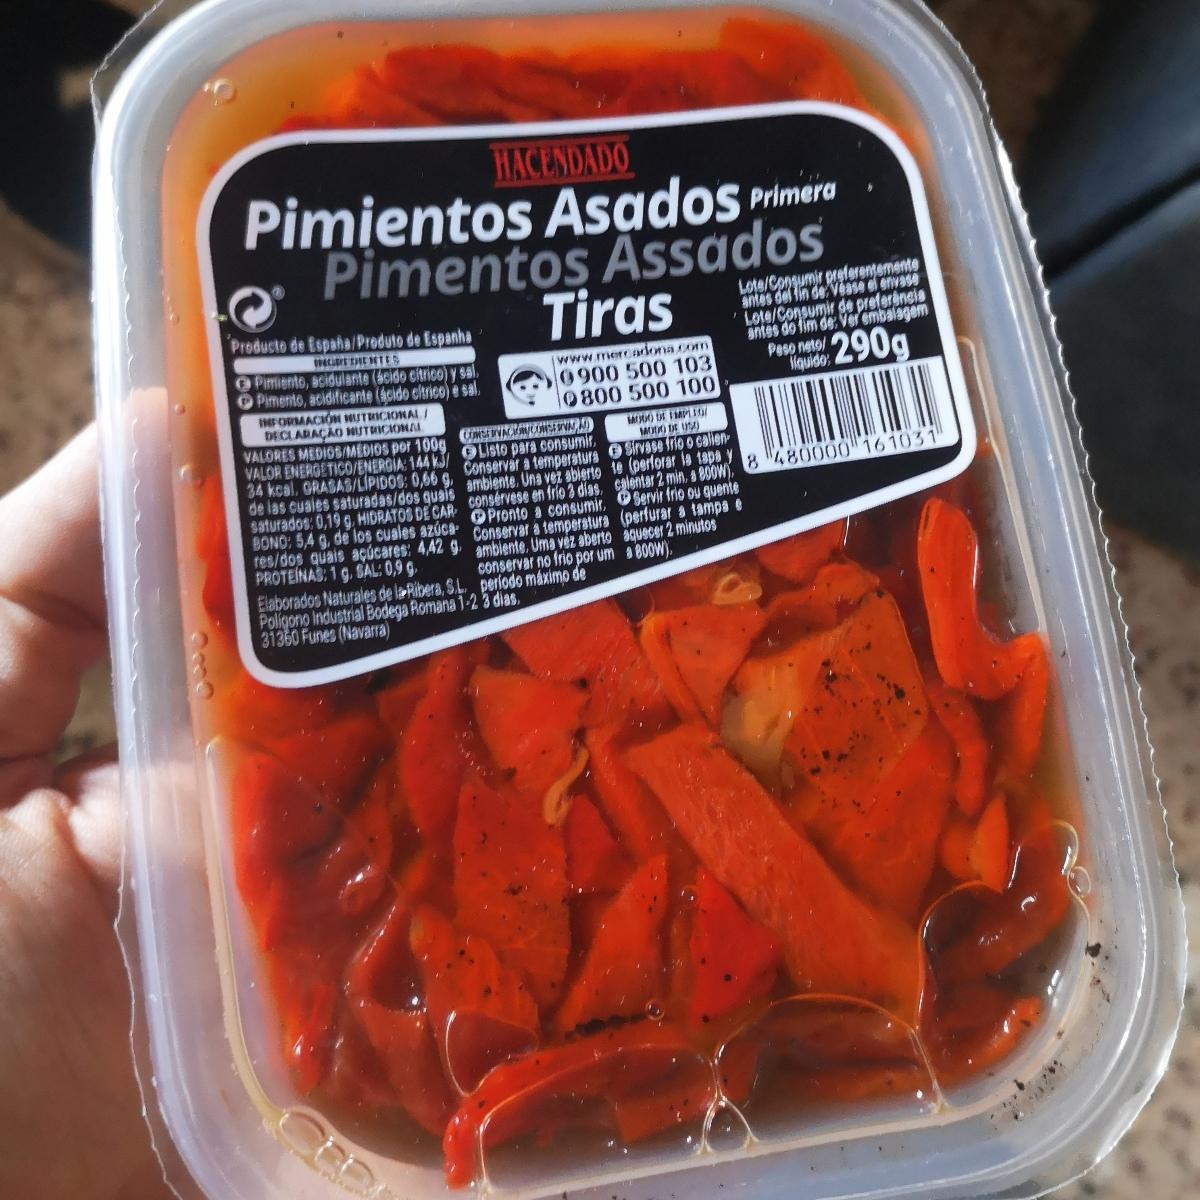 HACENDADO
Pimientos Asados Primera
Pimentos Assados
Tiras
Producto de España/Produto de Espanha
INGREDIENTES
E Pimiento, acidulante (ácido cítrico) y sal.
P Pimento, acidificante (ácido cítrico) e sal.
INFORMACIÓN NUTRICIONAL /
DECLARAÇÃO NUTRICIONAL
VALORES MEDIOS/MEDIOS por 100g
VALOR ENERGÉTICO/ENERGIA: 144 KJ/
34 kcal. GRASAS/LÍPIDOS: 0,66 g,
de las cuales saturadas/dos quais
saturados: 0,19 g, HIDRATOS DE CAR-
BONO: 5,4 g, de los cuales azúca-
res/dos quais açúcares: 4,42 g.
PROTEÍNAS: 1 g. SAL: 0,9 g.
Elaborados Naturales de la Ribera, S.L.
Polígono Industrial Bodega Romana 1-2
31360 Funes (Navarra)
www.mercadona.com
E 900 500 103
P 800 500 100
CONSERVACIÓN/CONSERVAÇÃO
E Listo para consumir.
Conservar a temperatura
ambiente. Una vez abierto
consérvese en frío 3 días.
P Pronto a consumir.
Conservar à temperatura
ambiente. Uma vez aberto
conservar no frio por um
período máximo de
3 dias.
MODO DE EMPLEO/
MODO DE USO
E Sírvase frío o calien-
te (perforar la tapa y
calentar 2 min. a 800W).
P Servir frio ou quente
(perfurar a tampa e
aquecer 2 minutos
a 800W).
Lote/Consumir preferentemente
antes del fin de: Véase el envase
Lote/Consumir de preferência
antes do fim de: Ver embalagem
Peso neto/
líquido: 290g
8 480000 161031